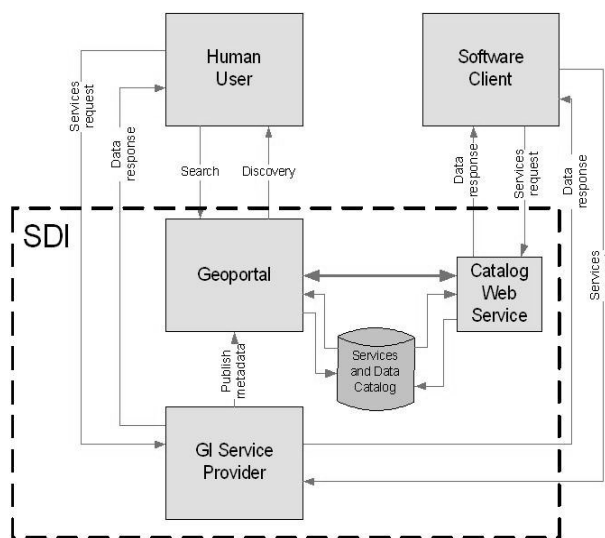 Human
User
Software
Client
Services
request
Data
response
Search
Discovery
Data
response
Services
request
Data
response
Services
SDI
Geoportal
Catalog
Web
Service
Services
and Data
Catalog
Publish
metadata
GI Service
Provider